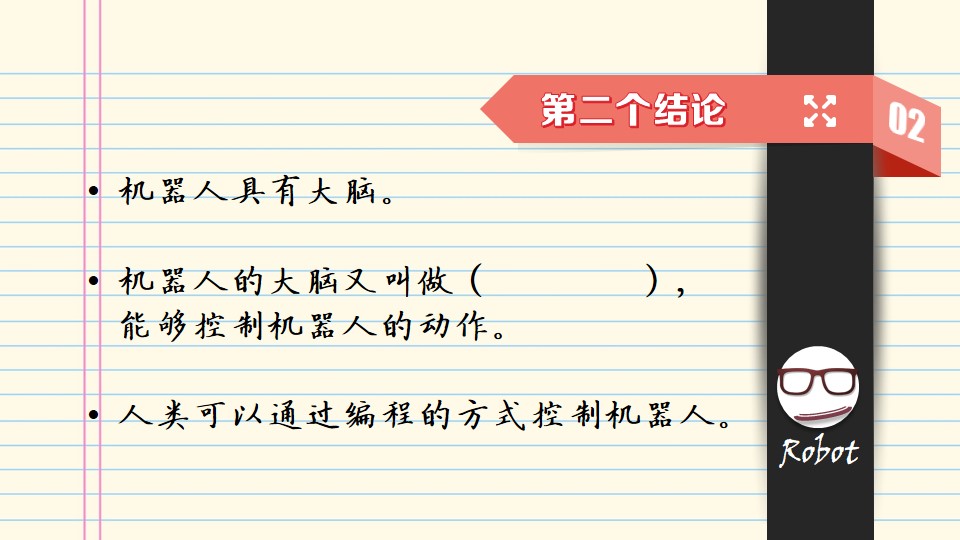 第二个结论
02
• 机器人具有大脑。
• 机器人的大脑又叫做（ ），
能够控制机器人的动作。
• 人类可以通过编程的方式控制机器人。
Robot